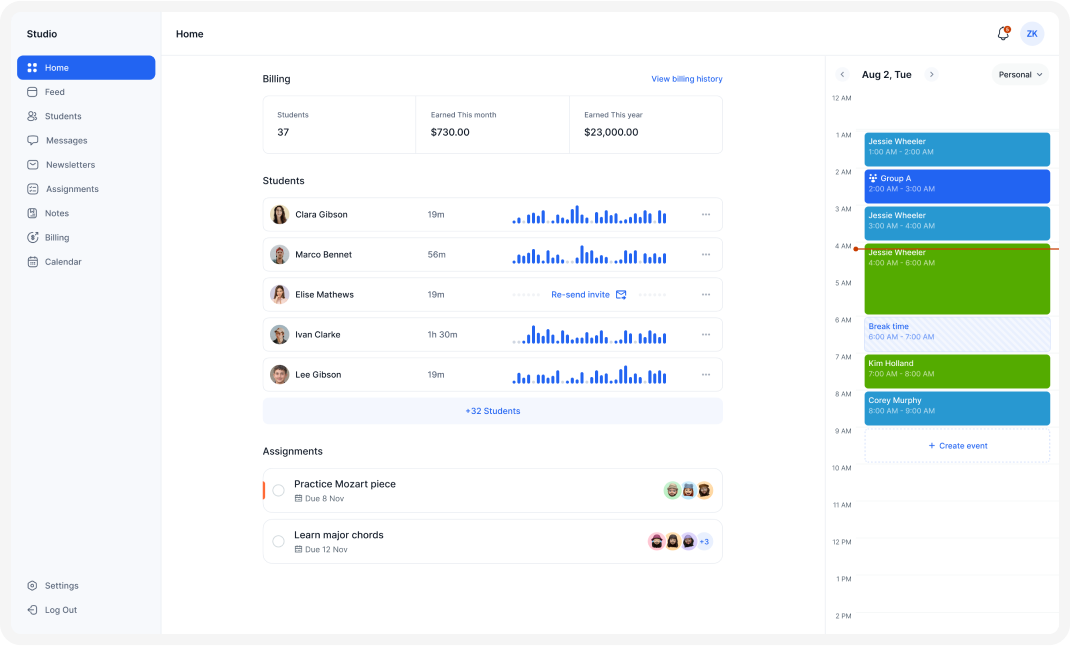 Studio
Home
Feed
Students
Messages
Newsletters
Assignments
Notes
Billing
Calendar
Settings
Log Out
Home
ZK
Billing
View billing history
Students
37
Earned This month
$730.00
Earned This year
$23,000.00
Students
Clara Gibson 19m
Marco Bennet 56m
Elise Mathews 19m Re-send invite
Ivan Clarke 1h 30m
Lee Gibson 19m
+32 Students
Assignments
Practice Mozart piece
Due 8 Nov
Learn major chords
Due 12 Nov
+3
Aug 2, Tue
Personal
12 AM
1 AM
Jessie Wheeler
1:00 AM - 2:00 AM
2 AM
Group A
2:00 AM - 3:00 AM
3 AM
Jessie Wheeler
3:00 AM - 4:00 AM
4 AM
Jessie Wheeler
4:00 AM - 6:00 AM
5 AM
6 AM
Break time
6:00 AM - 7:00 AM
7 AM
Kim Holland
7:00 AM - 8:00 AM
8 AM
Corey Murphy
8:00 AM - 9:00 AM
9 AM
+ Create event
10 AM
11 AM
12 PM
1 PM
2 PM